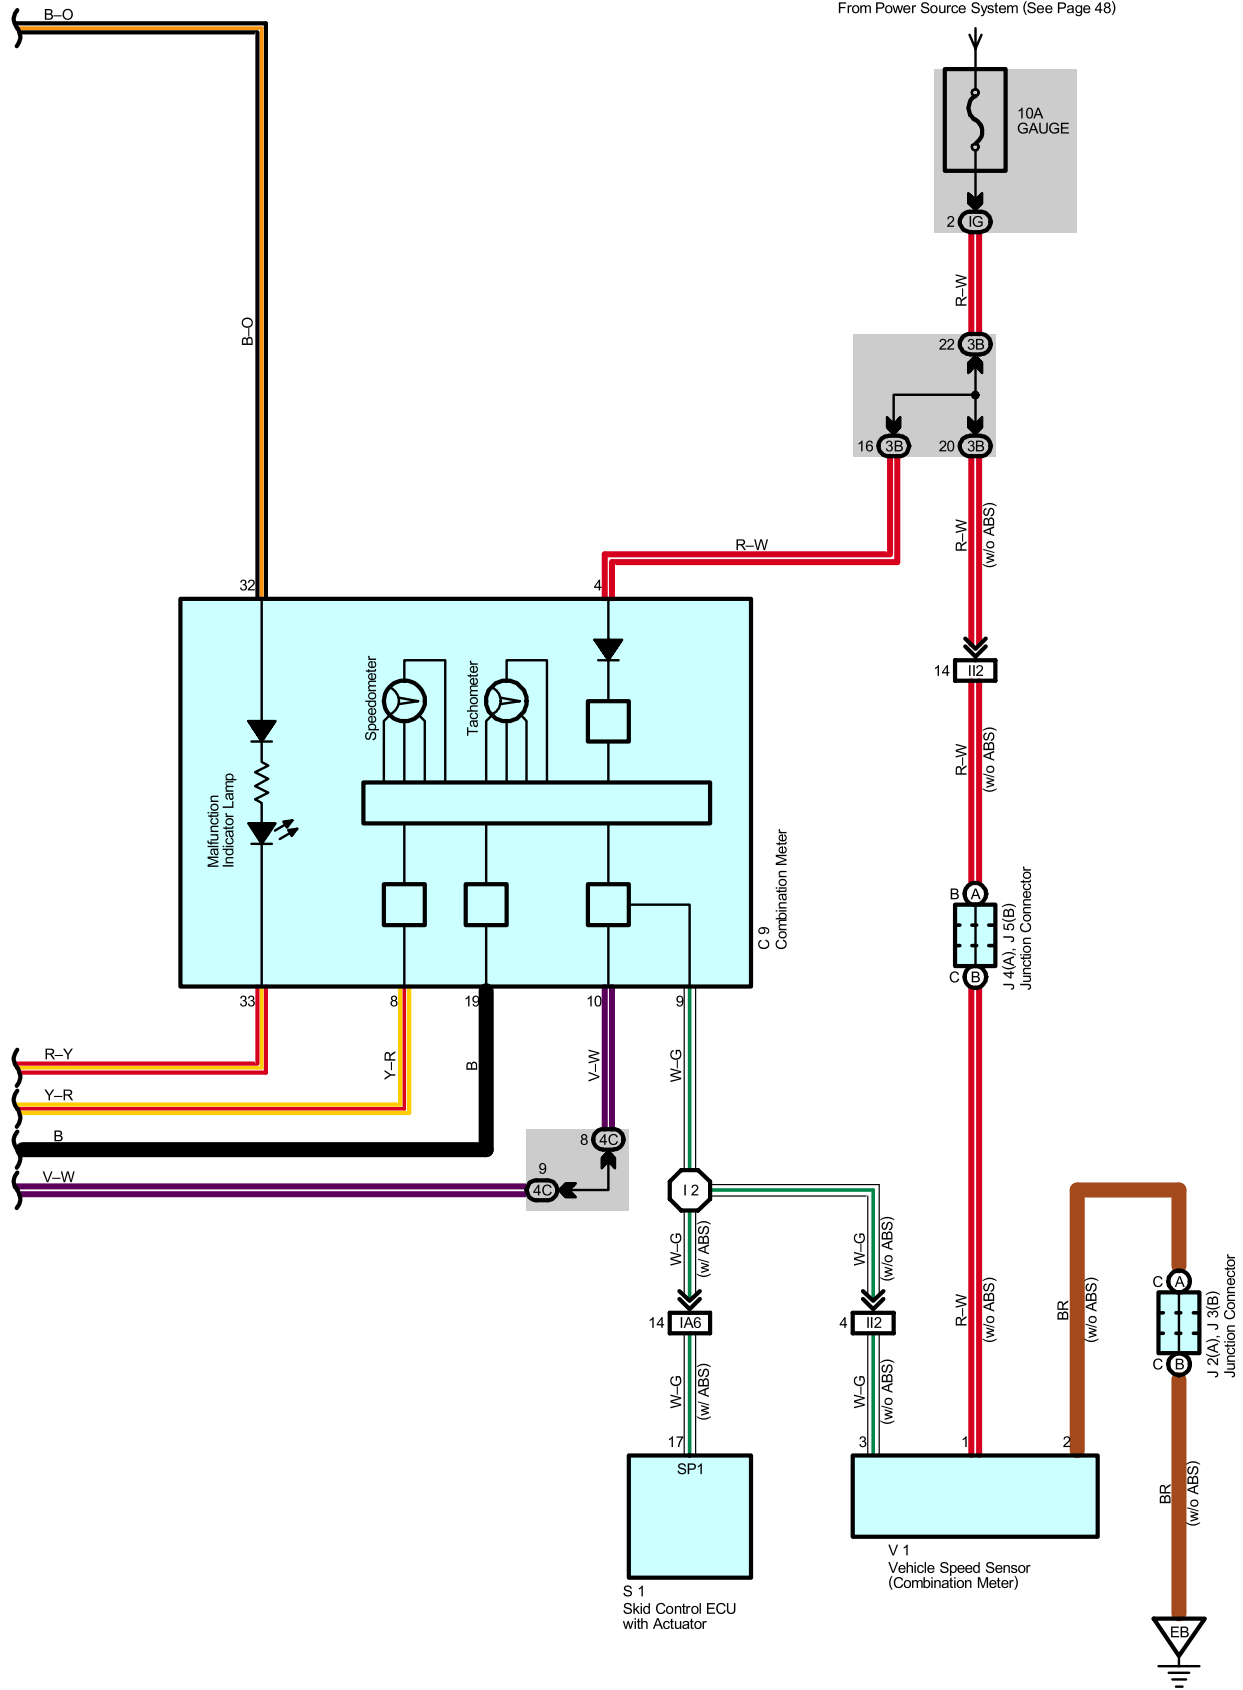 From Power Source System (See Page 48)
B–O
10A
GAUGE
2 IG
R–W
B–O
22 3B
16 3B
20 3B
R–W
(w/o ABS)
R–W
32
4
14 II2
Speedometer
Tachometer
R–W
(w/o ABS)
Malfunction
Indicator Lamp
C 9
Combination Meter
B A
J 4(A), J 5(B)
Junction Connector
C B
33
8
19
10
9
R–Y
Y–R
B
V–W
W–G
Y–R
B
8 4C
V–W
9
4C
I 2
W–G
(w/ ABS)
W–G
(w/o ABS)
R–W
(w/o ABS)
BR
(w/o ABS)
C A
J 2(A), J 3(B)
Junction Connector
C B
14 IA6
4 II2
W–G
(w/ ABS)
W–G
(w/o ABS)
17
3
1
2
SP1
BR
(w/o ABS)
V 1
Vehicle Speed Sensor
(Combination Meter)
S 1
Skid Control ECU
with Actuator
EB